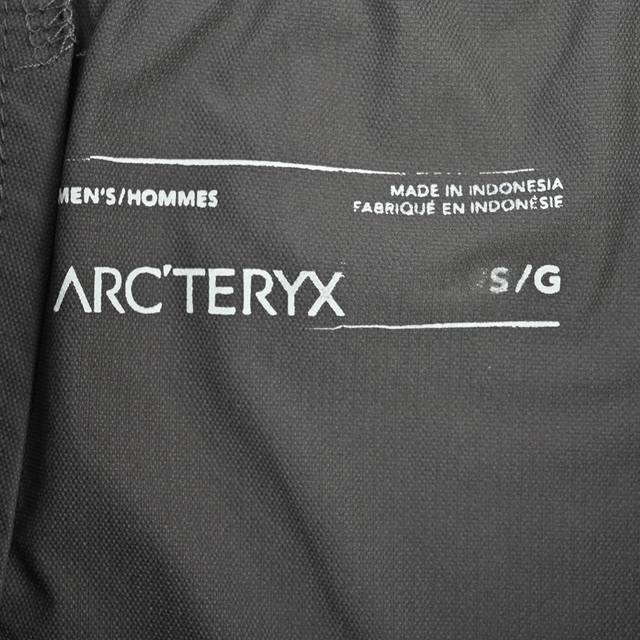 MEN'S/HOMMES
MADE IN INDONESIA
FABRIQUÉ EN INDONÉSIE
ARC'TERYX
S/G